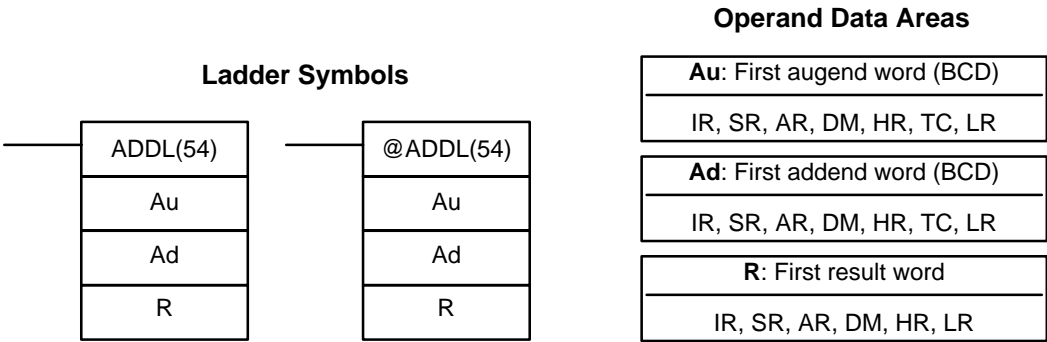 Ladder Symbols
ADDL(54)
Au
Ad
R
@ADDL(54)
Au
Ad
R
Operand Data Areas
Au: First augend word (BCD)
IR, SR, AR, DM, HR, TC, LR
Ad: First addend word (BCD)
IR, SR, AR, DM, HR, TC, LR
R: First result word
IR, SR, AR, DM, HR, LR